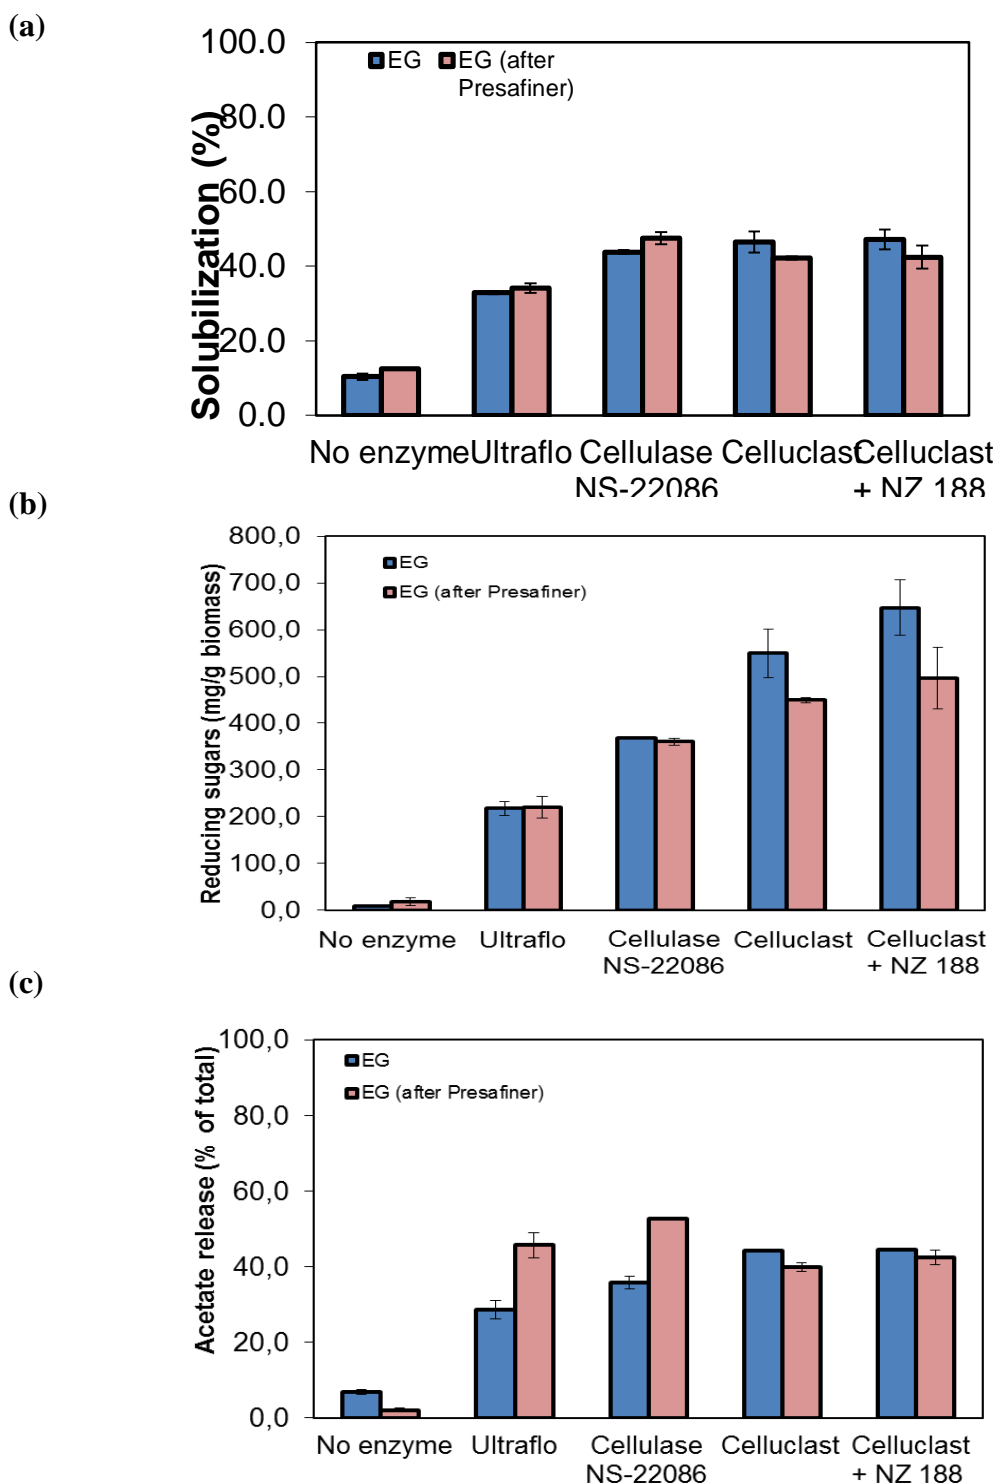 (a)
100.0
80.0
60.0
40.0
20.0
0.0
Solubilization (%)
EG EG (after
Presafiner)
No enzyme Ultraflo Cellulase Celluclast Celluclast
NS-22086 + NZ 188
(b)
800,0
700,0
600,0
500,0
400,0
300,0
200,0
100,0
0,0
Reducing sugars (mg/g biomass)
EG
EG (after Presafiner)
No enzyme Ultraflo Cellulase Celluclast Celluclast
NS-22086 + NZ 188
(c)
100,0
80,0
60,0
40,0
20,0
0,0
Acetate release (% of total)
EG
EG (after Presafiner)
No enzyme Ultraflo Cellulase Celluclast Celluclast
NS-22086 + NZ 188